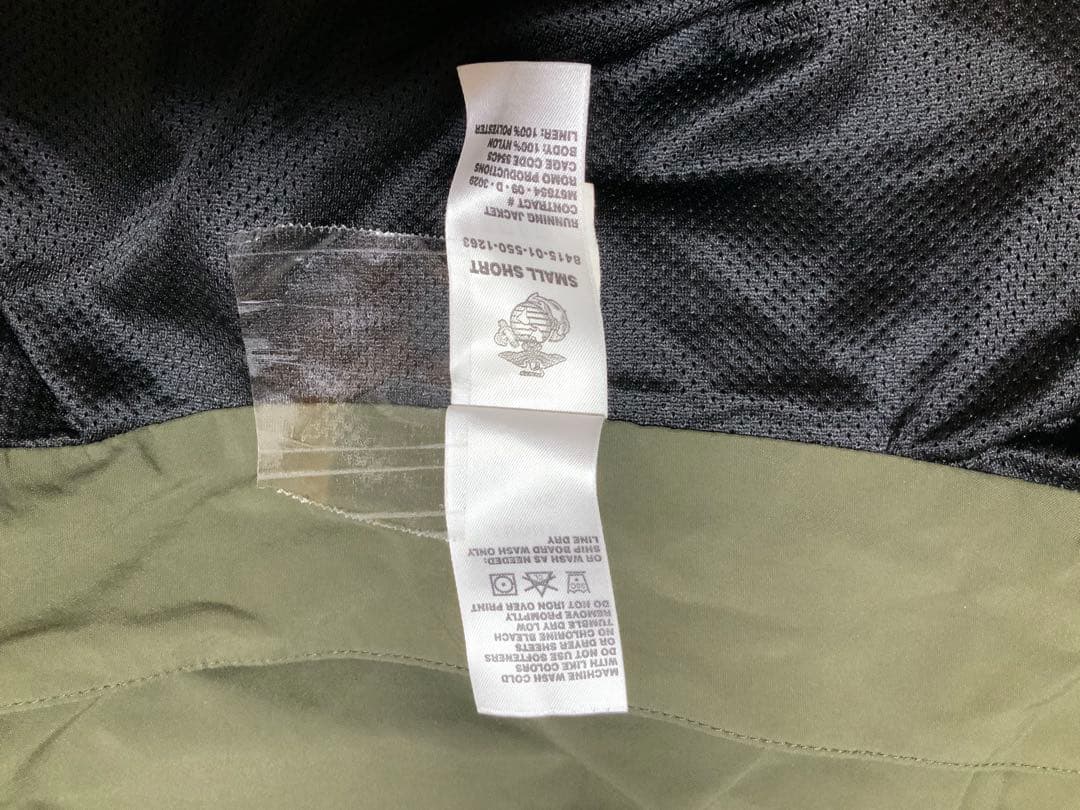 MACHINE WASH COLD
WITH LIKE COLORS
DO NOT USE SOFTENERS
OR DRYER SHEETS
NO CHLORINE BLEACH
TUMBLE DRY LOW
REMOVE PROMPTLY
DO NOT IRON OVER PRINT
OR WASH AS NEEDED:
SHIP BOARD WASH ONLY
LINE DRY
SMALL SHORT
8415-01-550-1263
RUNNING JACKET
CONTRACT #
M67854 - 09 - D - 3029
ROMO PRODUCTIONS
CAGE CODE 554C5
BODY: 100% NYLON
LINER: 100% POLYESTER